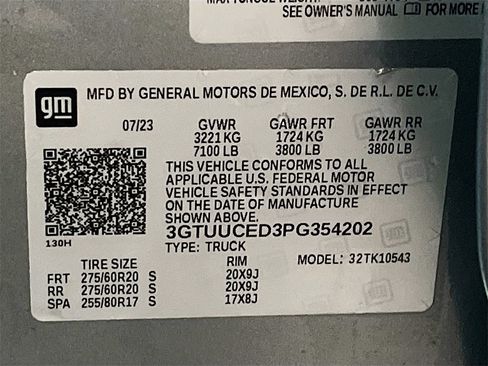 SEE OWNER'S MANUAL FOR MORE
gm
MFD BY GENERAL MOTORS DE MEXICO, S. DE R.L. DE C.V.
07/23 GVWR GAWR FRT GAWR RR
3221 KG 1724 KG 1724 KG
7100 LB 3800 LB 3800 LB
THIS VEHICLE CONFORMS TO ALL
APPLICABLE U.S. FEDERAL MOTOR
VEHICLE SAFETY STANDARDS IN EFFECT
ON THE DATE OF MANUFACTURE
SHOWN ABOVE.
130H 3GTUUCED3PG354202
TYPE: TRUCK
TIRE SIZE RIM MODEL: 32TK10543
FRT 275/60R20 S 20X9J
RR 275/60R20 S 20X9J
SPA 255/80R17 S 17X8J